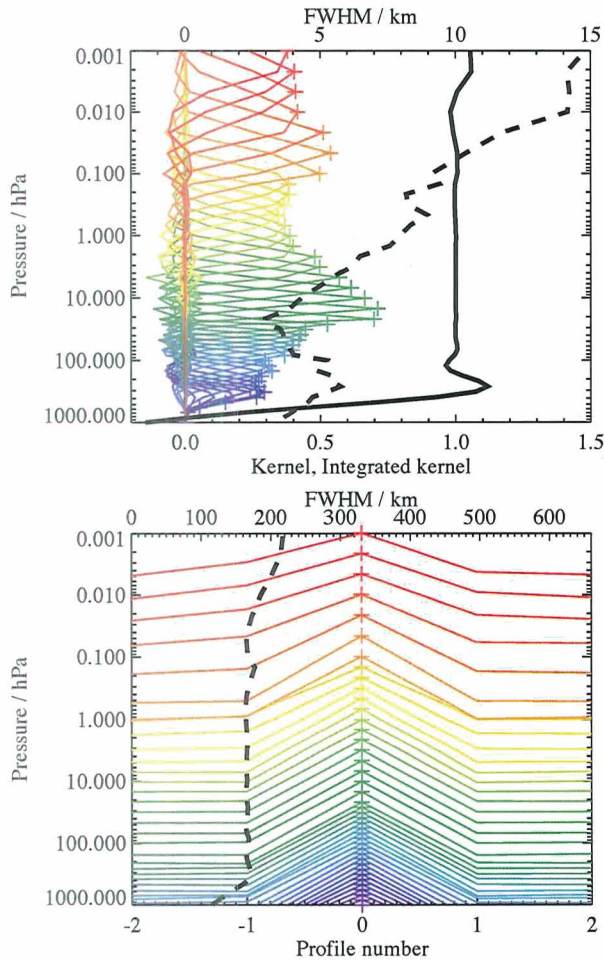 FWHM / km
0 5 10 15
0.001
0.010
0.100
1.000
10.000
100.000
1000.000
Pressure / hPa
0.0 0.5 1.0 1.5
Kernel, Integrated kernel
FWHM / km
0 100 200 300 400 500 600
0.001
0.010
0.100
1.000
10.000
100.000
1000.000
Pressure / hPa
-2 -1 0 1 2
Profile number